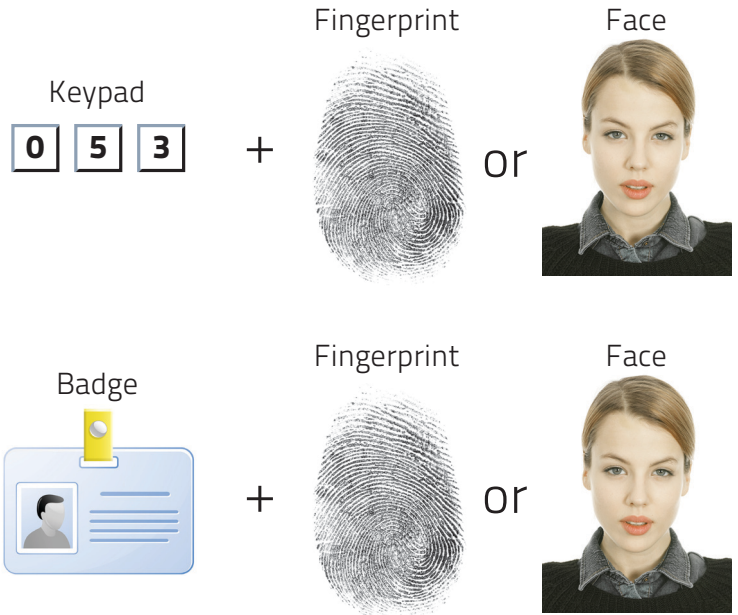 Fingerprint Face
Keypad
0 5 3 + or
Fingerprint Face
Badge
+ or